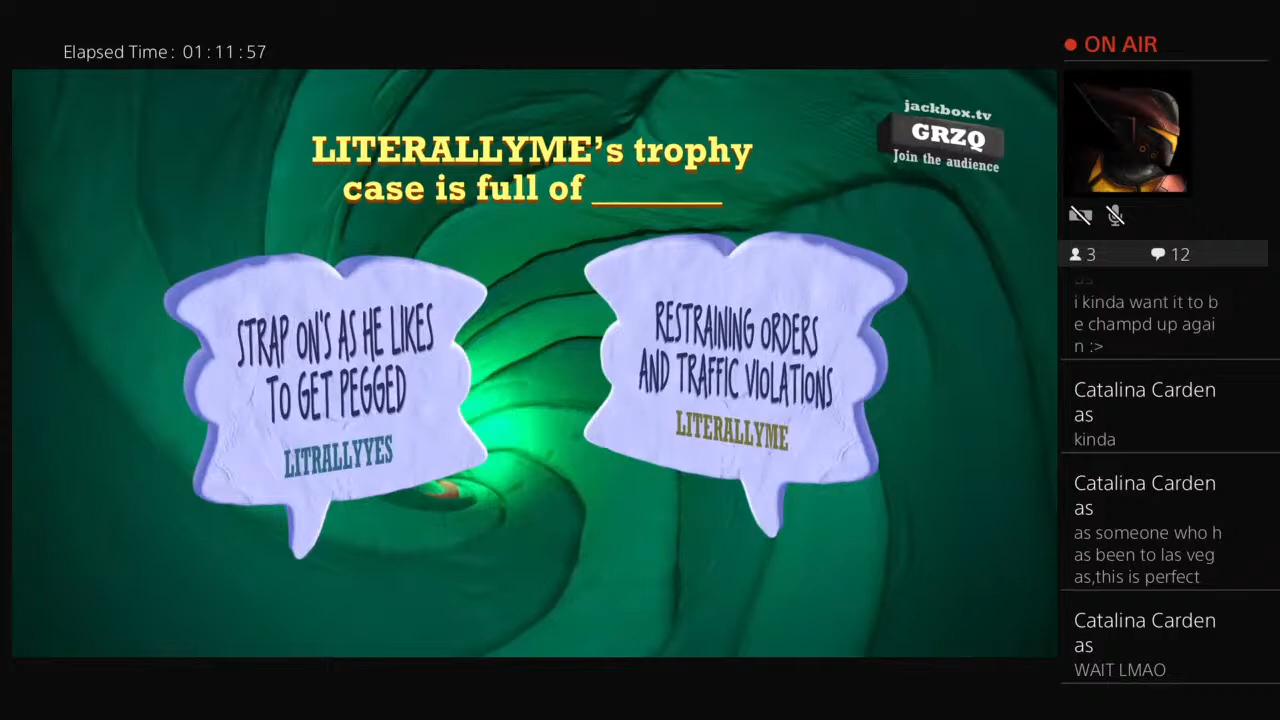 Elapsed Time: 01:11:57
ON AIR
LITERALLYME's trophy
case is full of ________
jackbox.tv
GRZQ
Join the audience
STRAP ON'S AS HE LIKES
TO GET PEGGED
LITRALLYYES
RESTRAINING ORDERS
AND TRAFFIC VIOLATIONS
LITERALLYME
3
12
i kinda want it to b
e champd up agai
n :>
Catalina Carden
as
kinda
Catalina Carden
as
as someone who h
as been to las veg
as,this is perfect
Catalina Carden
as
WAIT LMAO